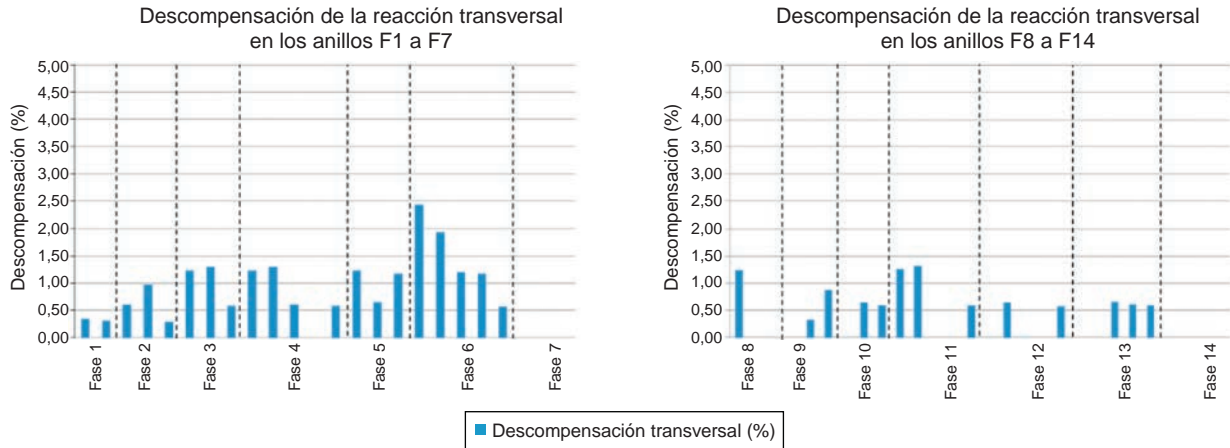 Descompensación de la reacción transversal
en los anillos F1 a F7
Descompensación (%)
5,00
4,50
4,00
3,50
3,00
2,50
2,00
1,50
1,00
0,50
0,00
Fase 1
Fase 2
Fase 3
Fase 4
Fase 5
Fase 6
Fase 7
Descompensación de la reacción transversal
en los anillos F8 a F14
Descompensación (%)
5,00
4,50
4,00
3,50
3,00
2,50
2,00
1,50
1,00
0,50
0,00
Fase 8
Fase 9
Fase 10
Fase 11
Fase 12
Fase 13
Fase 14
Descompensación transversal (%)